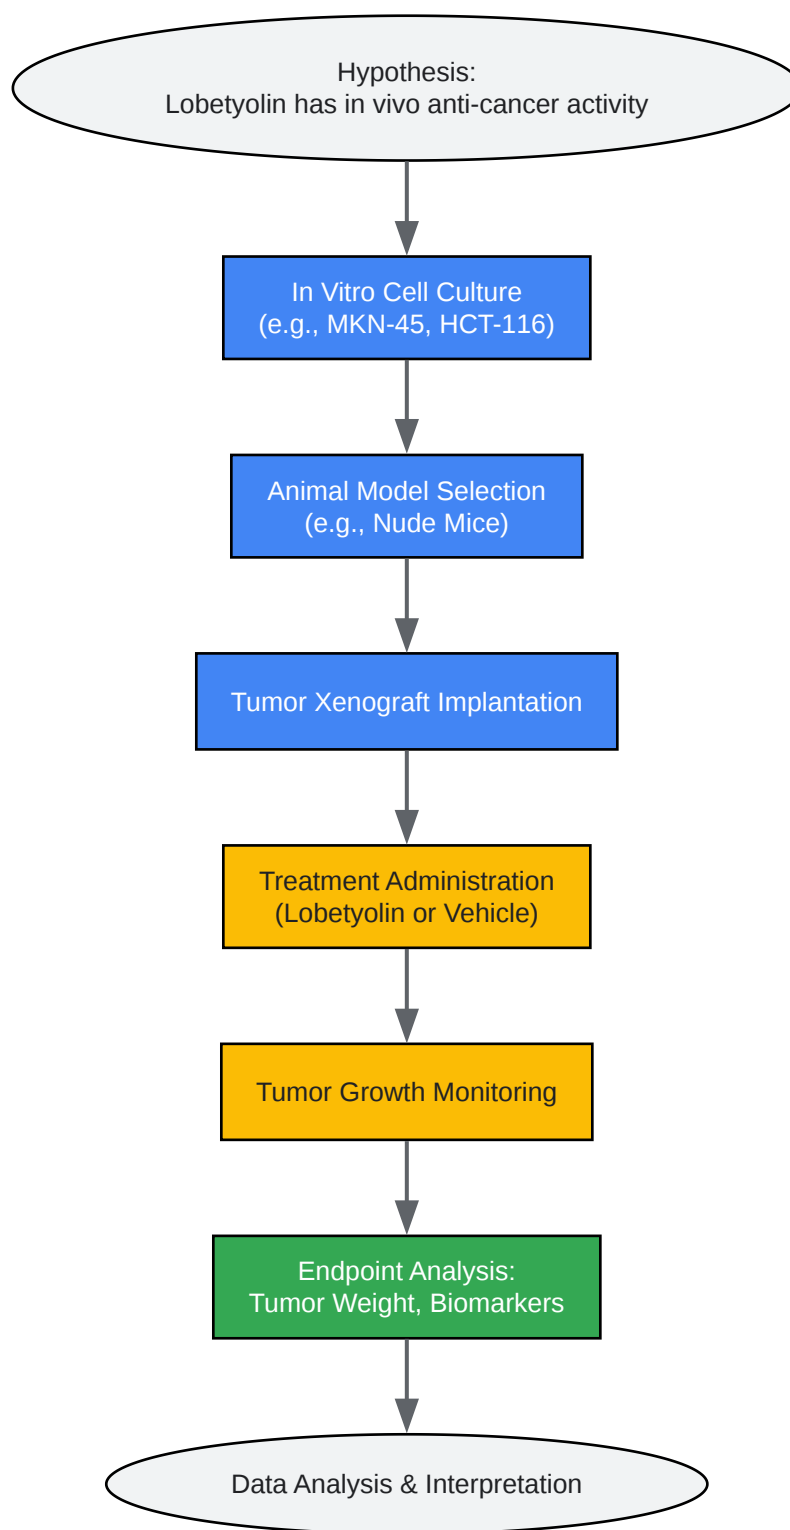 Hypothesis:
Lobetyolin has in vivo anti-cancer activity
In Vitro Cell Culture
(e.g., MKN-45, HCT-116)
Animal Model Selection
(e.g., Nude Mice)
Tumor Xenograft Implantation
Treatment Administration
(Lobetyolin or Vehicle)
Tumor Growth Monitoring
Endpoint Analysis:
Tumor Weight, Biomarkers
Data Analysis & Interpretation